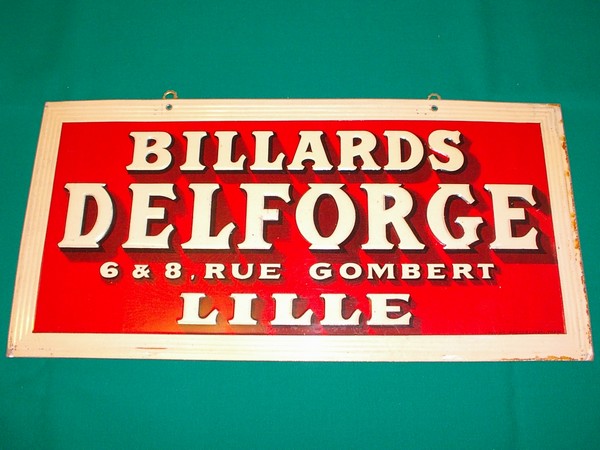 BILLARDS
DELFORGE
6 & 8, RUE GOMBERT
LILLE